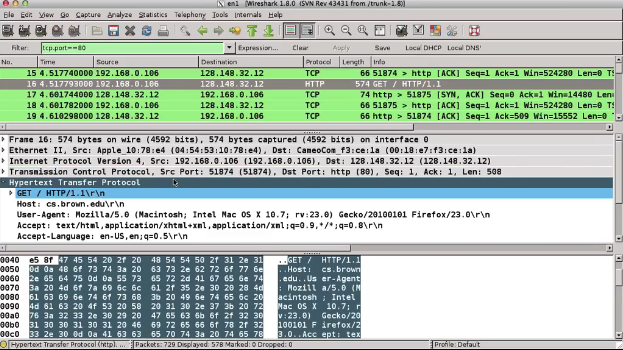 en1 [Wireshark 1.8.0 (SVN Rev 43431 from /trunk-1.8)]
File Edit View Go Capture Analyze Statistics Telephony Tools Internals Help
Filter: tcp.port==80 Expression... Clear Apply Save Local DHCP Local DNS'
No. Time Source Destination Protocol Length Info
15 4.517740000 192.168.0.106 128.148.32.12 TCP 66 51874 > http [ACK] Seq=1 Ack=1 Win=524280 Len=0 TS
16 4.517793000 192.168.0.106 128.148.32.12 HTTP 574 GET / HTTP/1.1
17 4.601744000 128.148.32.12 192.168.0.106 TCP 74 http > 51875 [SYN, ACK] Seq=0 Ack=1 Win=14480 Len=
18 4.601782000 192.168.0.106 128.148.32.12 TCP 66 51875 > http [ACK] Seq=1 Ack=1 Win=524280 Len=0 TS
19 4.610298000 128.148.32.12 192.168.0.106 TCP 66 http > 51874 [ACK] Seq=1 Ack=509 Win=15552 Len=0 T
Frame 16: 574 bytes on wire (4592 bits), 574 bytes captured (4592 bits) on interface 0
Ethernet II, Src: Apple_10:78:e4 (04:54:53:10:78:e4), Dst: CameoCom_f3:ce:1a (00:18:e7:f3:ce:1a)
Internet Protocol Version 4, Src: 192.168.0.106 (192.168.0.106), Dst: 128.148.32.12 (128.148.32.12)
Transmission Control Protocol, Src Port: 51874 (51874), Dst Port: http (80), Seq: 1, Ack: 1, Len: 508
Hypertext Transfer Protocol
GET / HTTP/1.1\r\n
Host: cs.brown.edu\r\n
User-Agent: Mozilla/5.0 (Macintosh; Intel Mac OS X 10.7; rv:23.0) Gecko/20100101 Firefox/23.0\r\n
Accept: text/html,application/xhtml+xml,application/xml;q=0.9,*/*;q=0.8\r\n
Accept-Language: en-US,en;q=0.5\r\n
0040 e5 8f 47 45 54 20 2f 20 48 54 54 50 2f 31 2e 31 ..GET / HTTP/1.1
0050 0d 0a 48 6f 73 74 3a 20 63 73 2e 62 72 6f 77 6e ..Host: cs.brown
0060 2e 65 64 75 0d 0a 55 73 65 72 2d 41 67 65 6e 74 .edu..Us er-Agent
0070 3a 20 4d 6f 7a 69 6c 6c 61 2f 35 2e 30 20 28 4d : Mozill a/5.0 (M
0080 61 63 69 6e 74 6f 73 68 3b 20 49 6e 74 65 6c 20 acintosh ; Intel
0090 4d 61 63 20 4f 53 20 58 20 31 30 2e 37 3b 20 72 Mac OS X 10.7; r
00a0 76 3a 32 33 2e 30 29 20 47 65 63 6b 6f 2f 32 30 v:23.0) Gecko/20
00b0 31 30 30 31 30 31 20 46 69 72 65 66 6f 78 2f 32 100101 F irefox/2
00c0 33 2e 30 0d 0a 41 63 63 65 70 74 3a 20 74 65 78 3.0..Acc ept: tex
Hypertext Transfer Protocol (http), ... Packets: 729 Displayed: 578 Marked: 0 Dropped: 0 Profile: Default